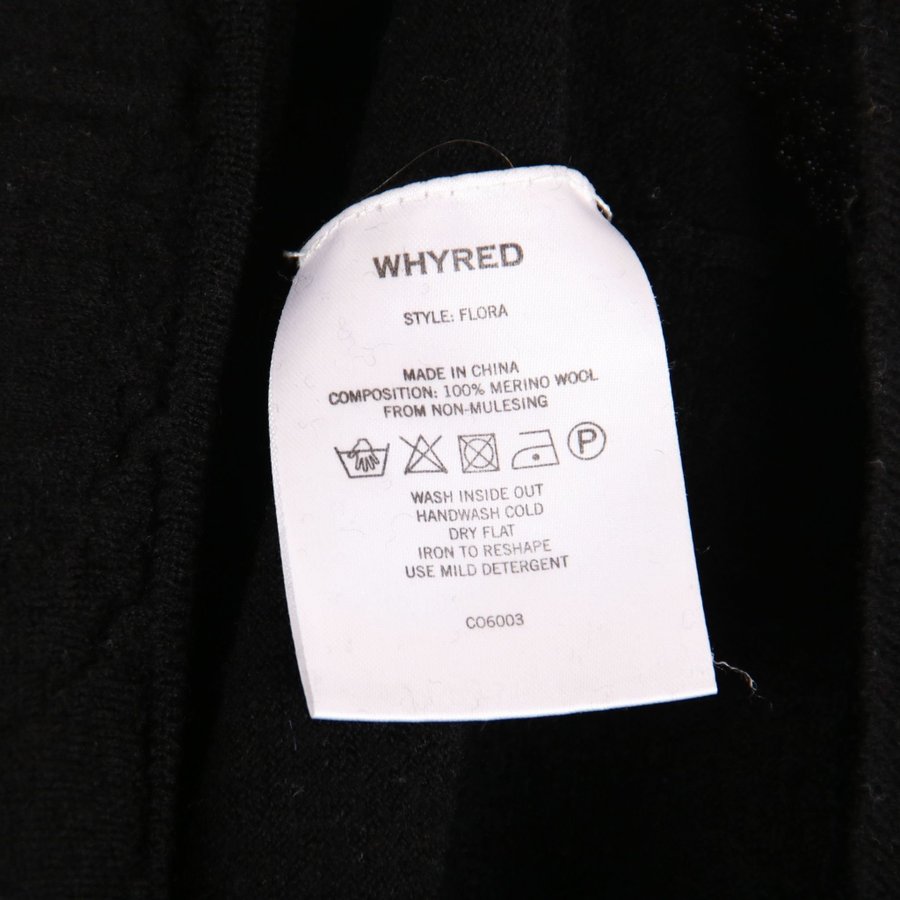 WHYRED
STYLE: FLORA
MADE IN CHINA
COMPOSITION: 100% MERINO WOOL
FROM NON-MULESING
P
WASH INSIDE OUT
HANDWASH COLD
DRY FLAT
IRON TO RESHAPE
USE MILD DETERGENT
CO6003